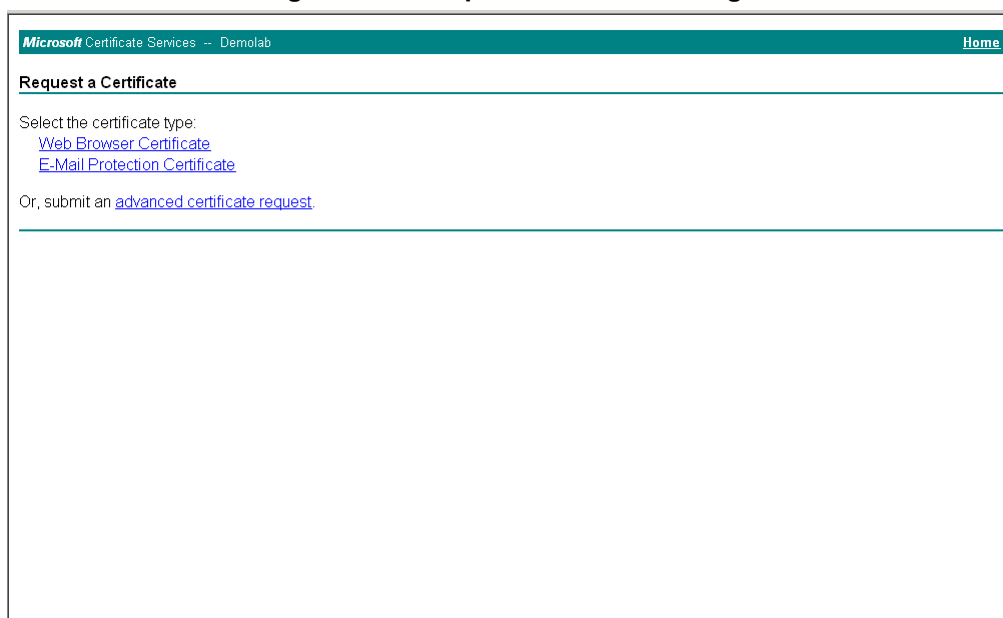 Microsoft Certificate Services -- Demolab Home
Request a Certificate
Select the certificate type:
Web Browser Certificate
E-Mail Protection Certificate
Or, submit an advanced certificate request.